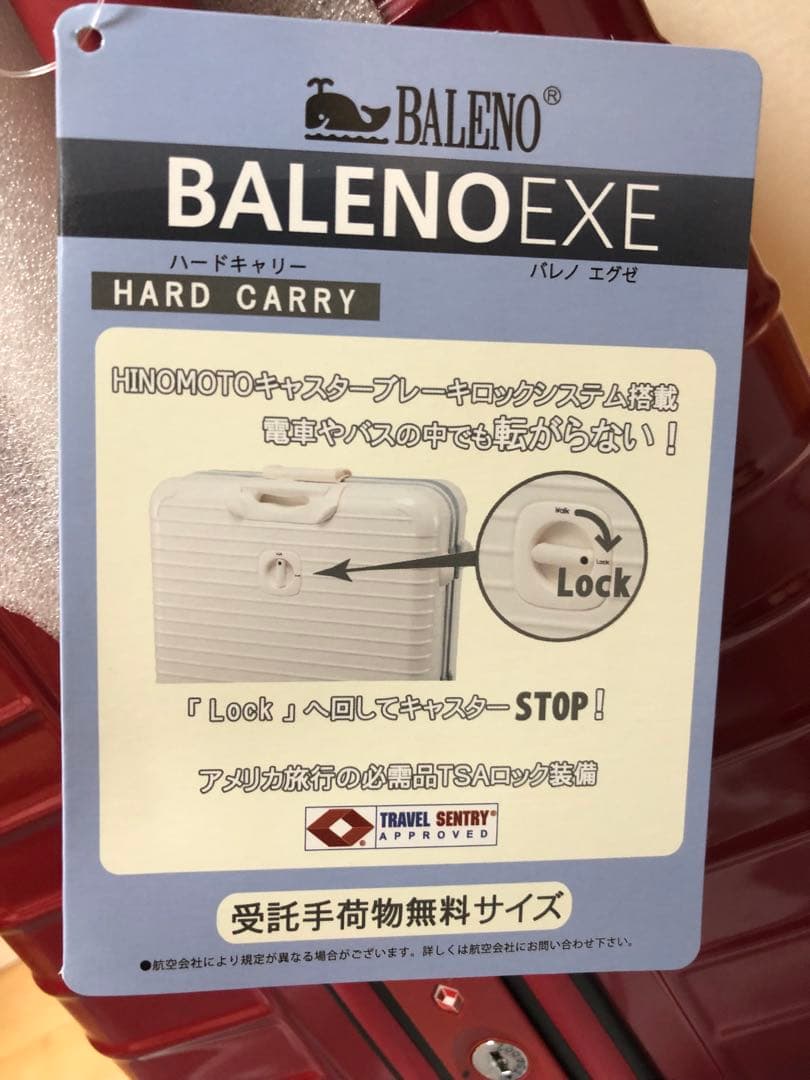 BALENO®
BALENOEXE
ハードキャリー
バレノ エグゼ
HARD CARRY
HINOMOTOキャスターブレーキロックシステム搭載
電車やバスの中でも転がらない！
Walk
Lock
Lock
「Lock」へ回してキャスターSTOP！
アメリカ旅行の必需品TSAロック装備
TRAVEL SENTRY®
APPROVED
受託手荷物無料サイズ
●航空会社により規定が異なる場合がございます。詳しくは航空会社にお問い合わせ下さい。